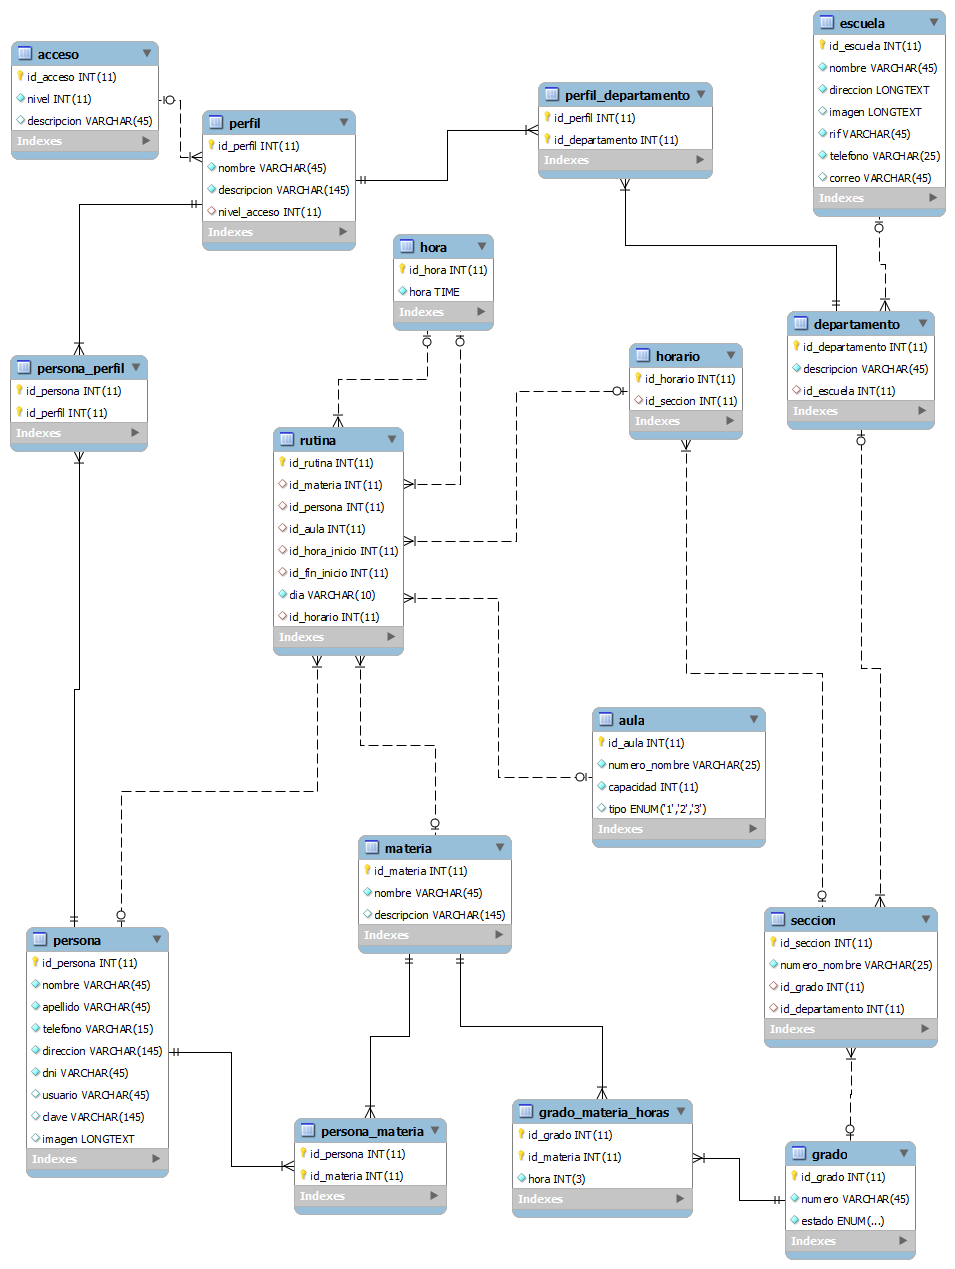 acceso
id_acceso INT(11)
nivel INT(11)
descripcion VARCHAR(45)
Indexes
perfil
id_perfil INT(11)
nombre VARCHAR(45)
descripcion VARCHAR(145)
nivel_acceso INT(11)
Indexes
perfil_departamento
id_perfil INT(11)
id_departamento INT(11)
Indexes
escuela
id_escuela INT(11)
nombre VARCHAR(45)
direccion LONGTEXT
imagen LONGTEXT
rif VARCHAR(45)
telefono VARCHAR(25)
correo VARCHAR(45)
Indexes
hora
id_hora INT(11)
hora TIME
Indexes
departamento
id_departamento INT(11)
descripcion VARCHAR(45)
id_escuela INT(11)
Indexes
horario
id_horario INT(11)
id_seccion INT(11)
Indexes
persona_perfil
id_persona INT(11)
id_perfil INT(11)
Indexes
rutina
id_rutina INT(11)
id_materia INT(11)
id_persona INT(11)
id_aula INT(11)
id_hora_inicio INT(11)
id_fin_inicio INT(11)
dia VARCHAR(10)
id_horario INT(11)
Indexes
aula
id_aula INT(11)
numero_nombre VARCHAR(25)
capacidad INT(11)
tipo ENUM('1','2','3')
Indexes
materia
id_materia INT(11)
nombre VARCHAR(45)
descripcion VARCHAR(145)
Indexes
seccion
id_seccion INT(11)
numero_nombre VARCHAR(25)
id_grado INT(11)
id_departamento INT(11)
Indexes
persona
id_persona INT(11)
nombre VARCHAR(45)
apellido VARCHAR(45)
telefono VARCHAR(15)
direccion VARCHAR(145)
dni VARCHAR(45)
usuario VARCHAR(45)
clave VARCHAR(145)
imagen LONGTEXT
Indexes
persona_materia
id_persona INT(11)
id_materia INT(11)
Indexes
grado_materia_horas
id_grado INT(11)
id_materia INT(11)
hora INT(3)
Indexes
grado
id_grado INT(11)
numero VARCHAR(45)
estado ENUM(...)
Indexes